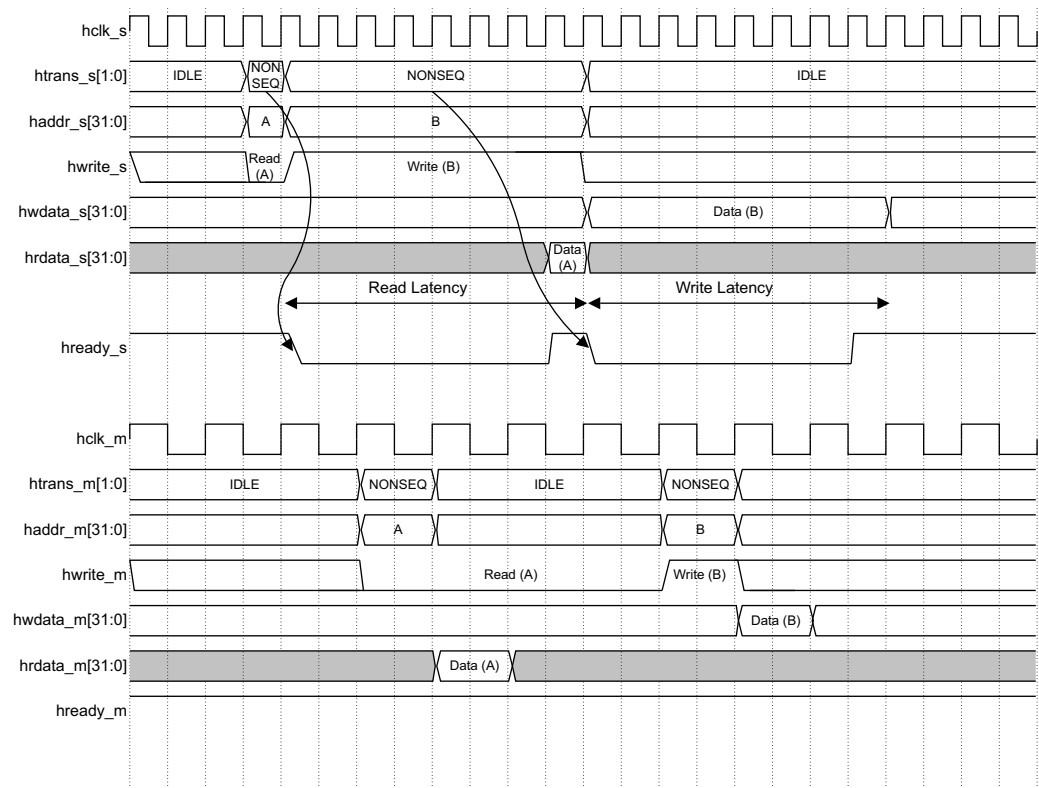 hclk_s
htrans_s[1:0] IDLE NON SEQ NONSEQ IDLE
haddr_s[31:0] A B
hwrite_s Read (A) Write (B)
hwdata_s[31:0] Data (B)
hrdata_s[31:0] Data (A)
Read Latency Write Latency
hready_s
hclk_m
htrans_m[1:0] IDLE NONSEQ IDLE NONSEQ
haddr_m[31:0] A B
hwrite_m Read (A) Write (B)
hwdata_m[31:0] Data (B)
hrdata_m[31:0] Data (A)
hready_m